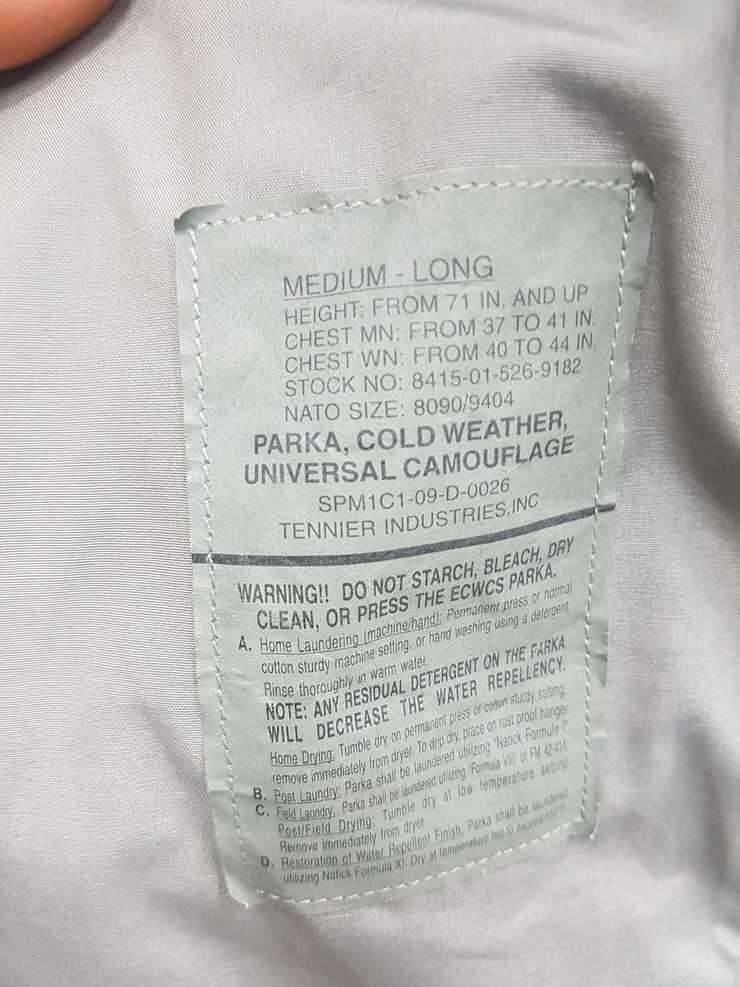 MEDIUM - LONG
HEIGHT: FROM 71 IN. AND UP
CHEST MN: FROM 37 TO 41 IN.
CHEST WN: FROM 40 TO 44 IN.
STOCK NO: 8415-01-526-9182
NATO SIZE: 8090/9404
PARKA, COLD WEATHER,
UNIVERSAL CAMOUFLAGE
SPM1C1-09-D-0026
TENNIER INDUSTRIES,INC
WARNING!! DO NOT STARCH, BLEACH, DRY
CLEAN, OR PRESS THE ECWCS PARKA.
A. Home Laundering (machine/hand): Permanent press or normal
cotton sturdy machine setting, or hand washing using a detergent.
Rinse thoroughly in warm water.
NOTE: ANY RESIDUAL DETERGENT ON THE PARKA
WILL DECREASE THE WATER REPELLENCY.
Home Drying: Tumble dry on permanent press or cotton sturdy setting,
remove immediately from dryer. To drip dry, place on rust proof hanger.
B. Post Laundry: Parka shall be laundered utilizing "Natick Formula I"
C. Field Laundry: Parka shall be laundered utilizing "Formula VIII" of FM 42-414.
Post/Field Drying: Tumble dry at low temperature setting
Remove immediately from dryer.
D. Restoration of Water Repellent Finish: Parka shall be laundered
utilizing Natick Formula XI. Dry at temperature not to exceed